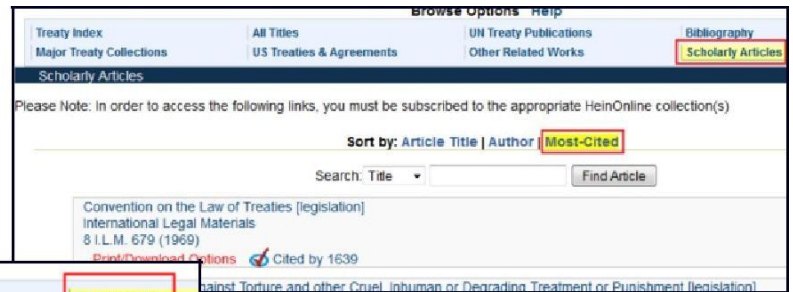 Browse Options Help
Treaty Index All Titles UN Treaty Publications Bibliography
Major Treaty Collections US Treaties & Agreements Other Related Works Scholarly Articles
Scholarly Articles
Please Note: In order to access the following links, you must be subscribed to the appropriate HeinOnline collection(s)
Sort by: Article Title | Author | Most-Cited
Search: Title Find Article
Convention on the Law of Treaties [legislation]
International Legal Materials
8 I.L.M. 679 (1969)
Print/Download Options Cited by 1639
ainst Torture and other Cruel, Inhuman or Degrading Treatment or Punishment [legislation]